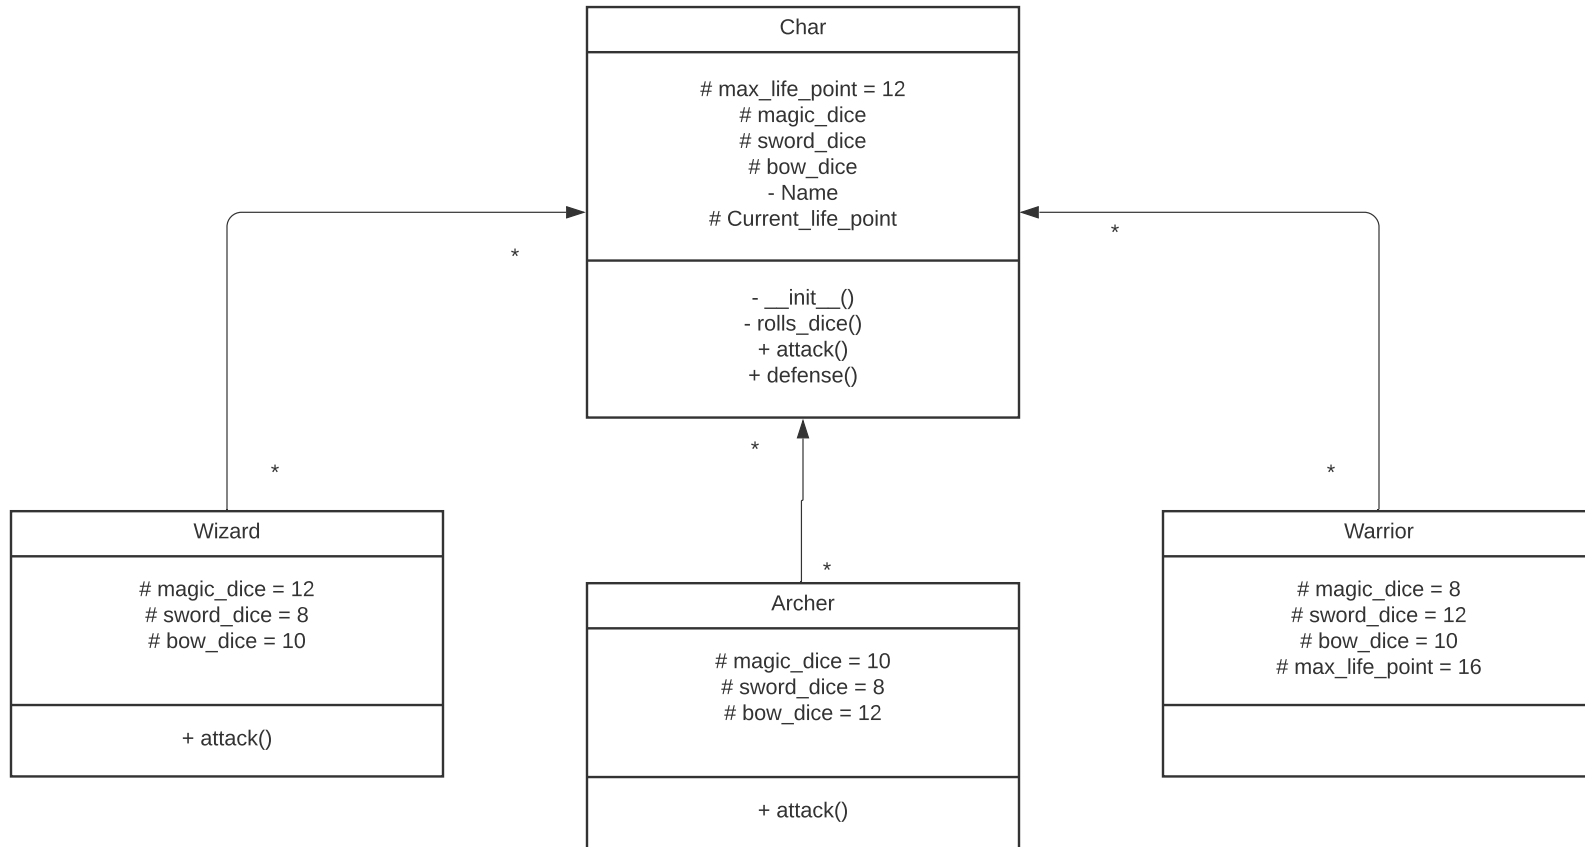 Char
# max_life_point = 12
# magic_dice
# sword_dice
# bow_dice
- Name
# Current_life_point
- __init__()
- rolls_dice()
+ attack()
+ defense()
*
*
*
*
*
*
Wizard
# magic_dice = 12
# sword_dice = 8
# bow_dice = 10
+ attack()
Archer
# magic_dice = 10
# sword_dice = 8
# bow_dice = 12
+ attack()
Warrior
# magic_dice = 8
# sword_dice = 12
# bow_dice = 10
# max_life_point = 16